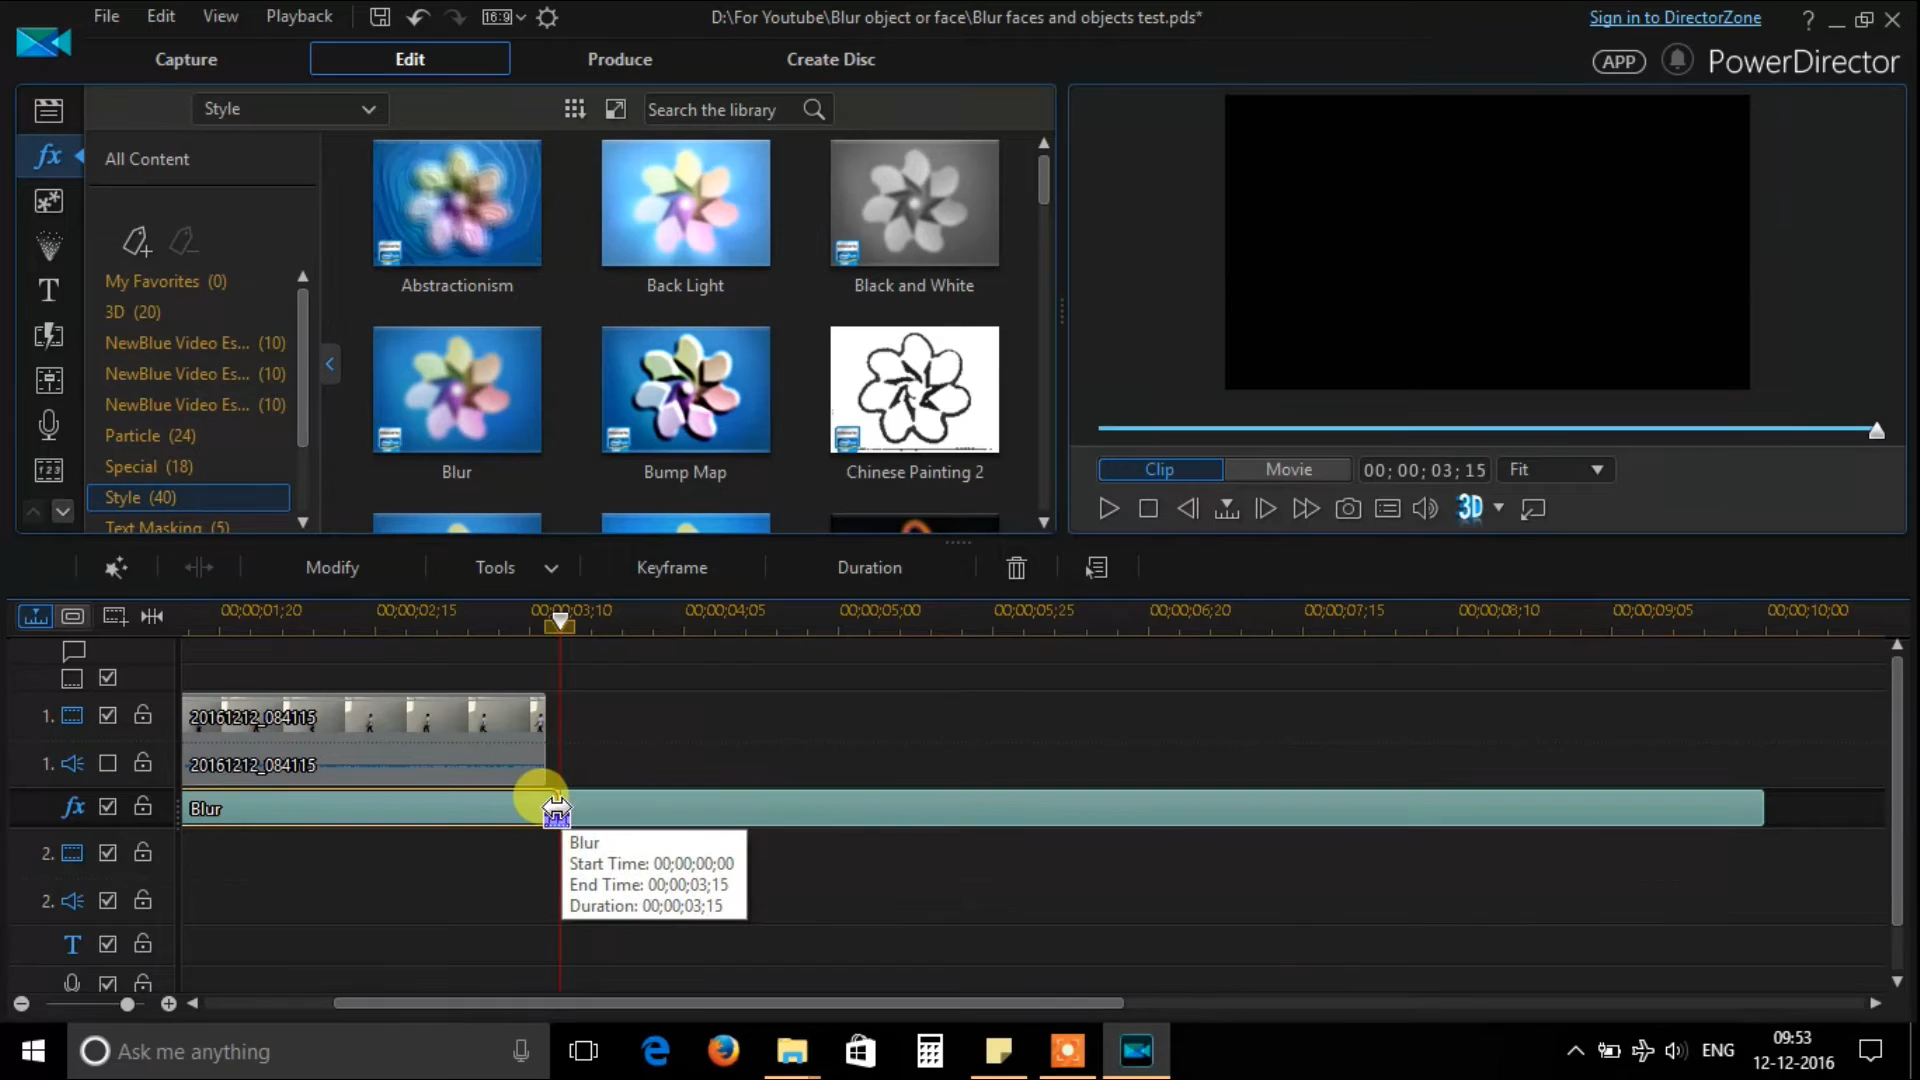 File Edit View Playback 16:9 D:\For Youtube\Blur object or face\Blur faces and objects test.pds* Sign in to DirectorZone ?
Capture Edit Produce Create Disc APP PowerDirector
Style Search the library
fx All Content
My Favorites (0)
3D (20)
NewBlue Video Es... (10)
NewBlue Video Es... (10)
NewBlue Video Es... (10)
Particle (24)
Special (18)
Style (40)
Text Masking (5)
T
Abstractionism Back Light Black and White
Blur Bump Map Chinese Painting 2
Clip Movie 00; 00; 03; 15 Fit
3D
Modify Tools Keyframe Duration
00;00;01;20 00;00;02;15 00;00;03;10 00;00;04;05 00;00;05;00 00;00;05;25 00;00;06;20 00;00;07;15 00;00;08;10 00;00;09;05 00;00;10;00
1. 20161212_084115
1. 20161212_084115
fx Blur
Blur
Start Time: 00;00;00;00
End Time: 00;00;03;15
Duration: 00;00;03;15
2.
2.
T
Ask me anything ENG 09:53
12-12-2016